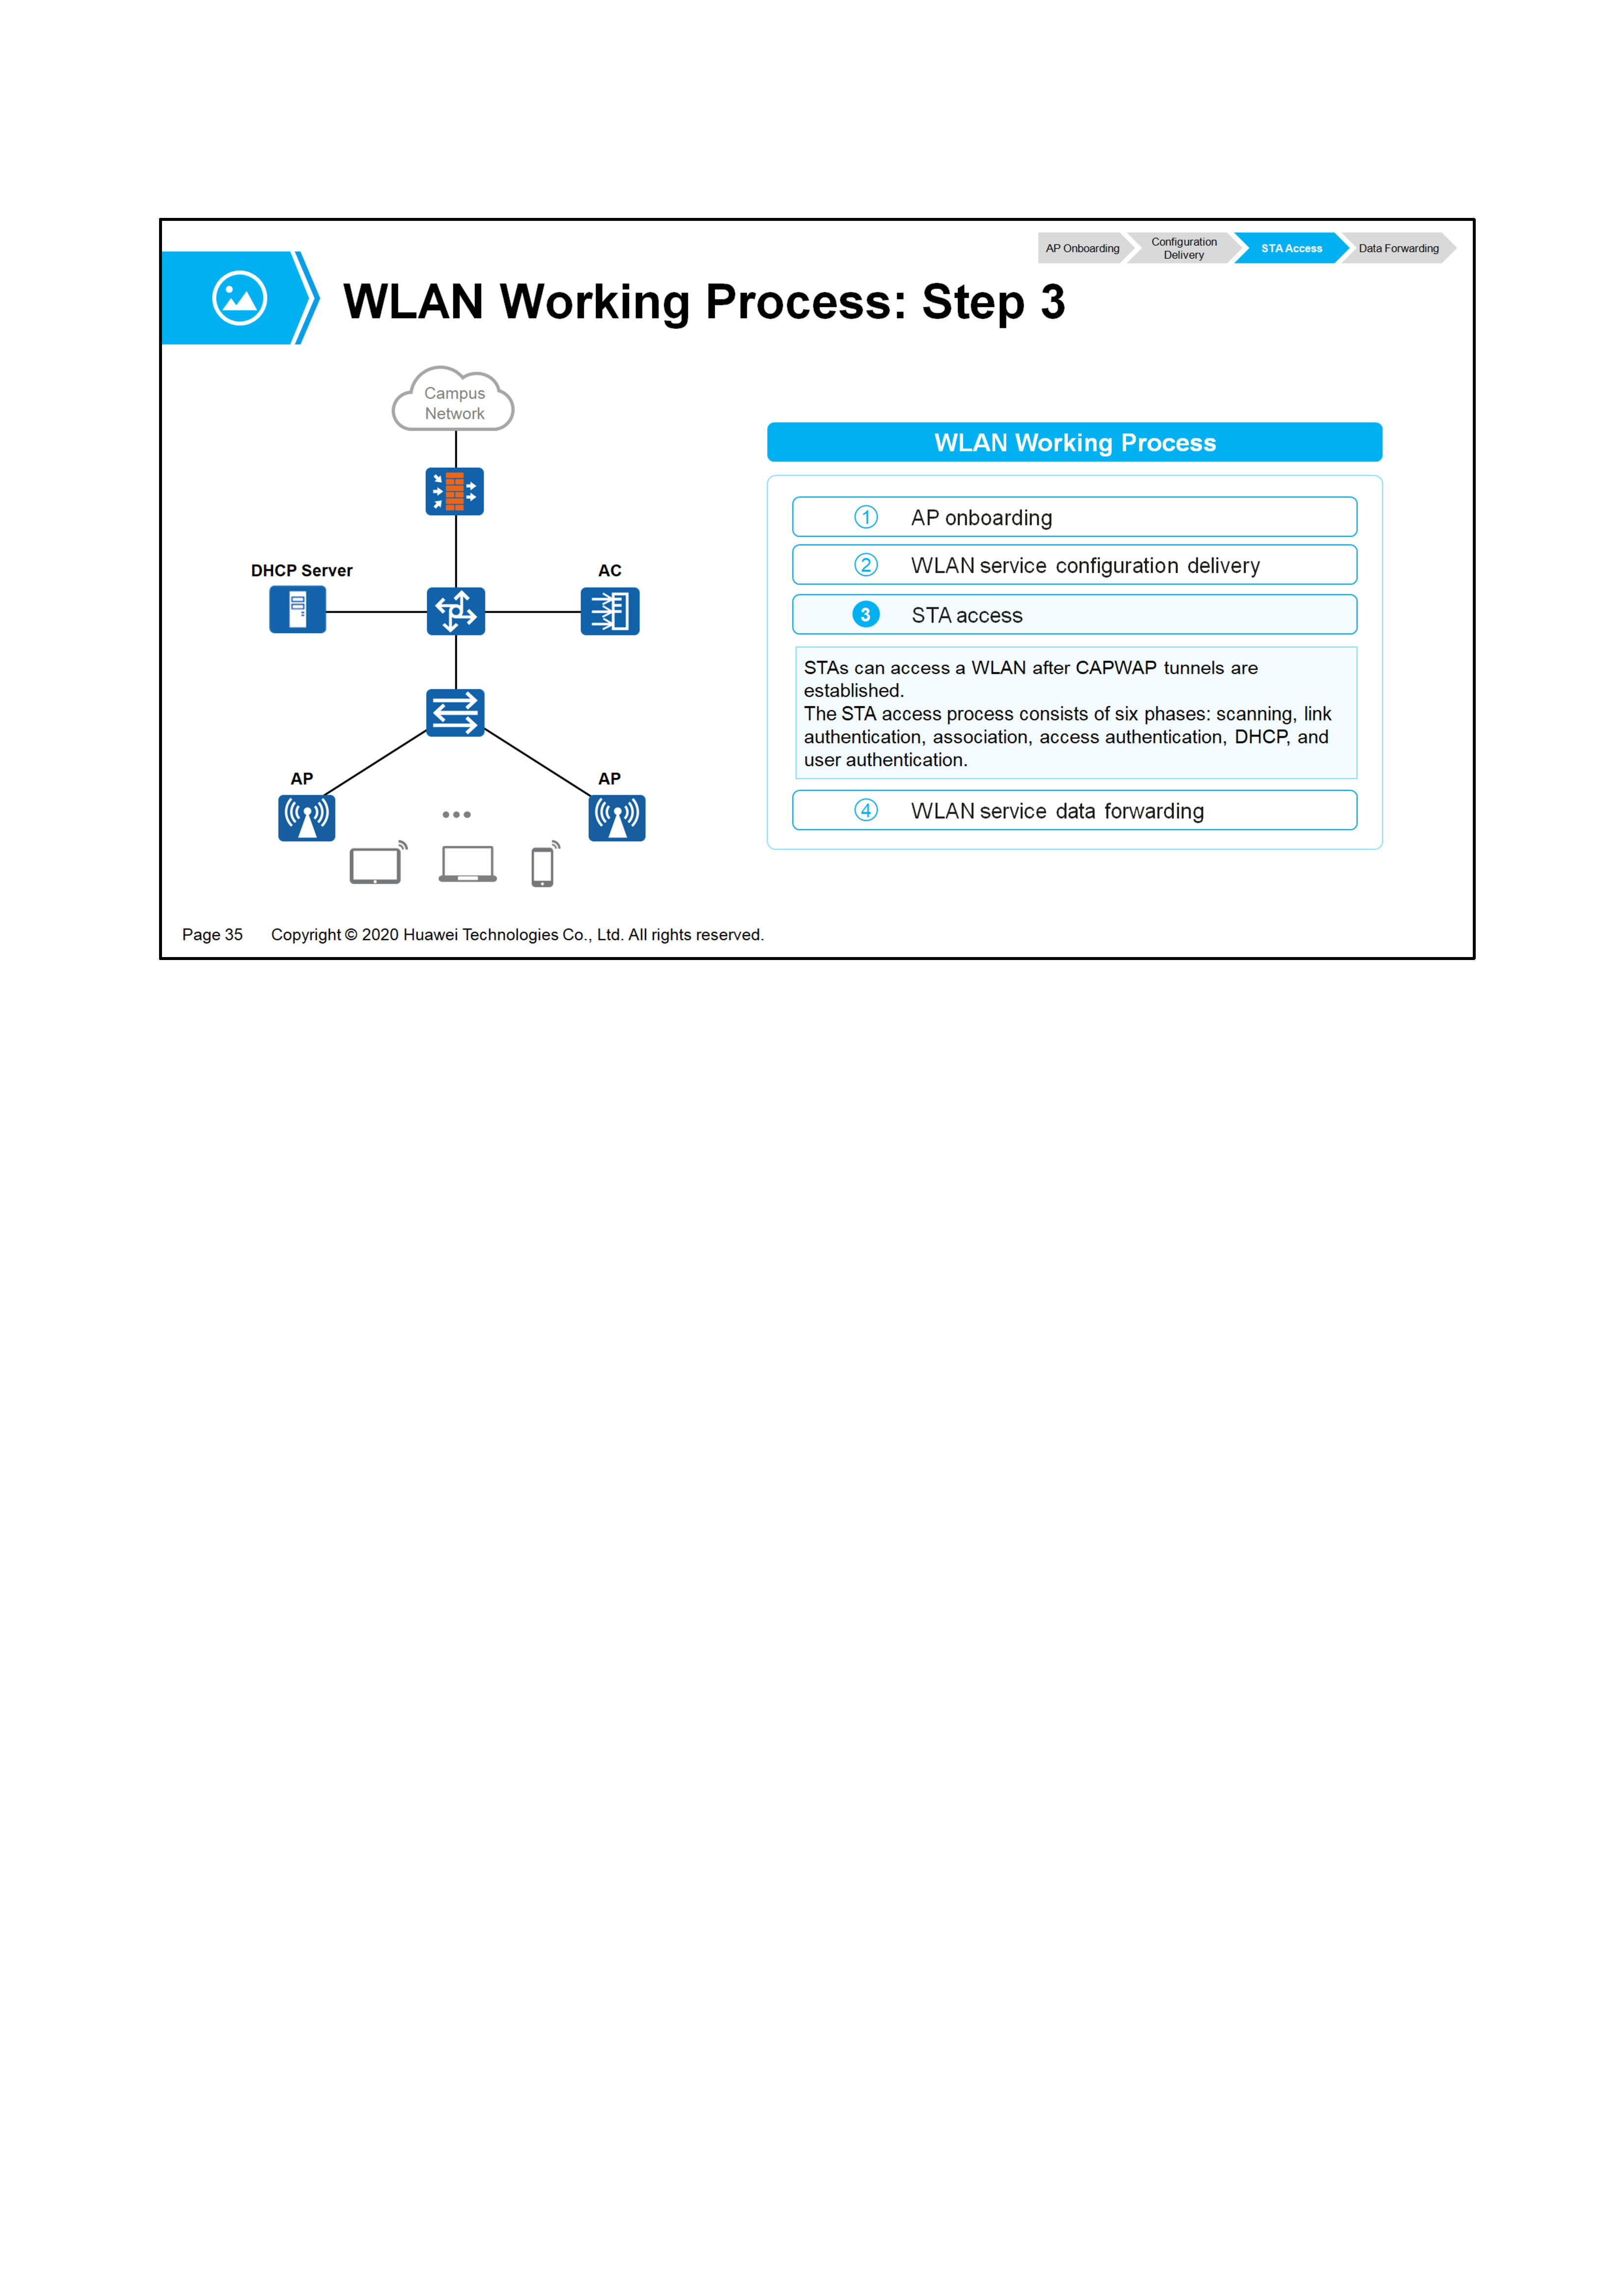 AP Onboarding
Configuration
Delivery
STA Access
Data Forwarding
WLAN Working Process: Step 3
Campus
Network
DHCP Server
AC
AP
AP
WLAN Working Process
1 AP onboarding
2 WLAN service configuration delivery
3 STA access
STAs can access a WLAN after CAPWAP tunnels are
established.
The STA access process consists of six phases: scanning, link
authentication, association, access authentication, DHCP, and
user authentication.
4 WLAN service data forwarding
Page 35 Copyright © 2020 Huawei Technologies Co., Ltd. All rights reserved.